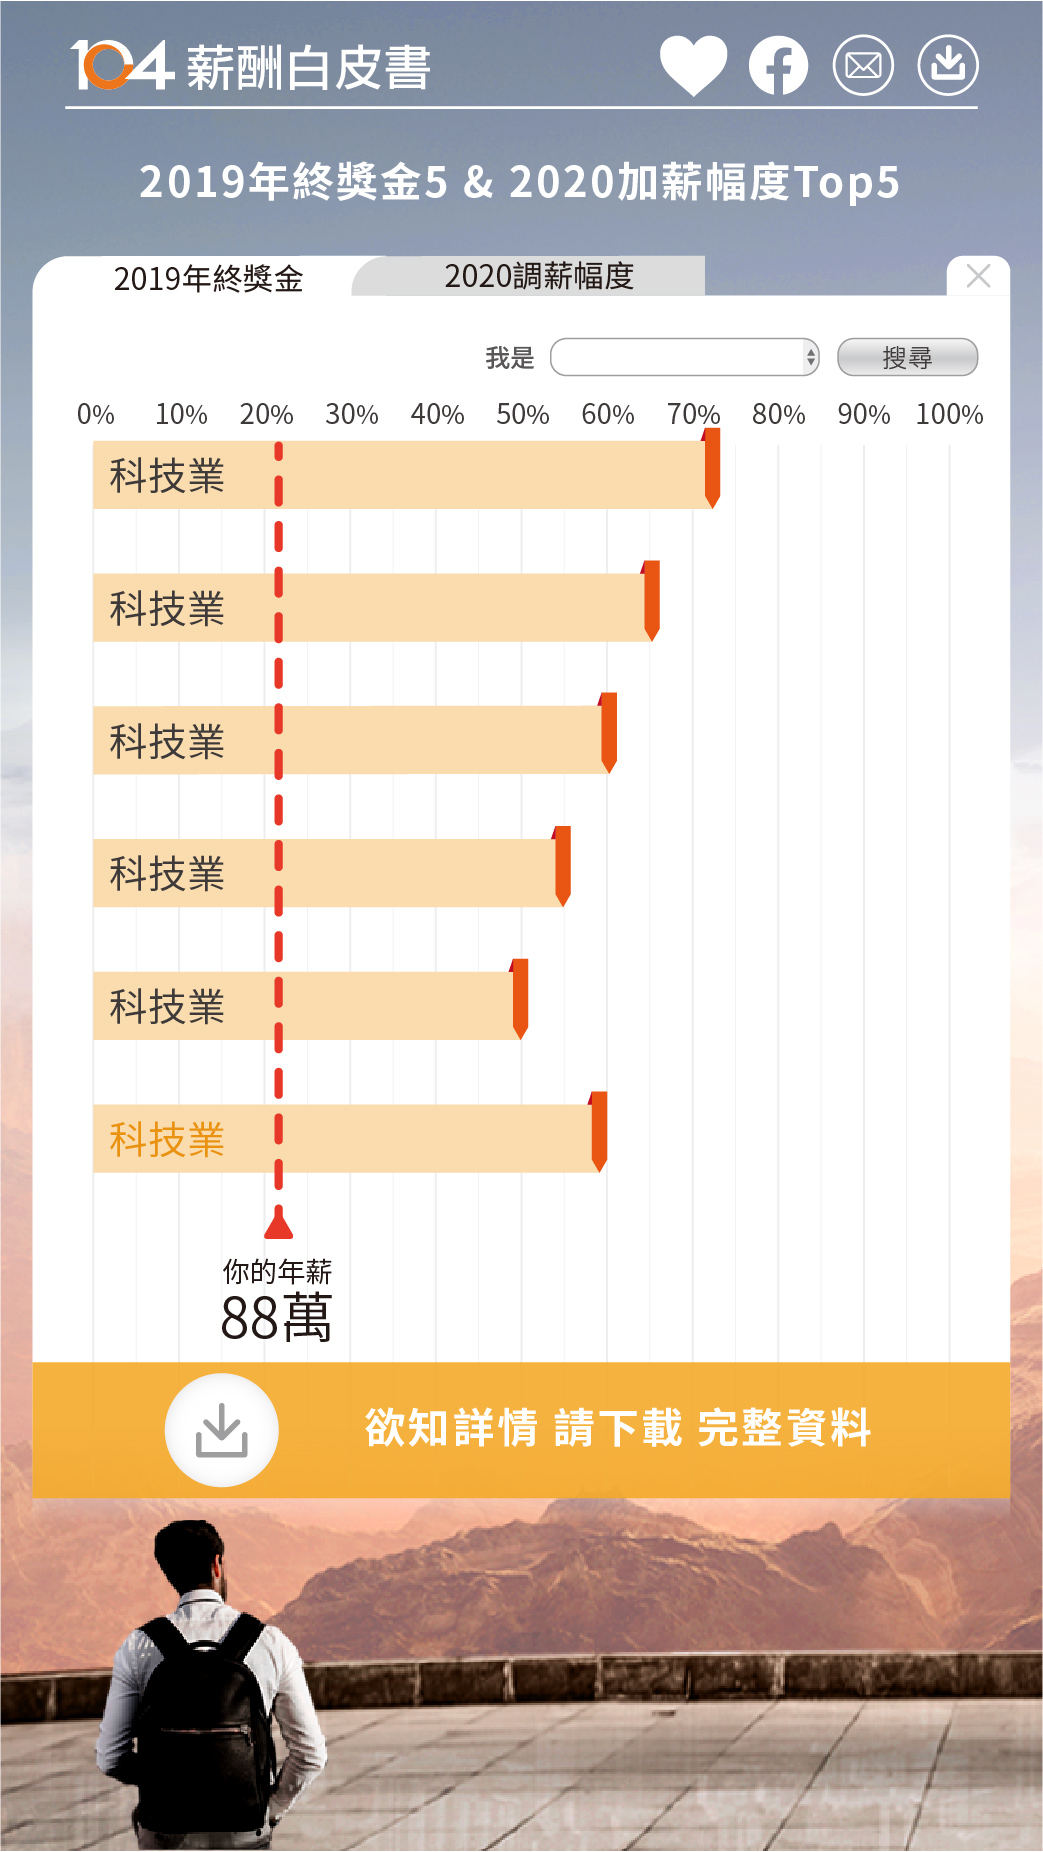 104 薪酬白皮書
2019年終獎金5 & 2020加薪幅度Top5
2019年終獎金 2020調薪幅度
我是 搜尋
0% 10% 20% 30% 40% 50% 60% 70% 80% 90% 100%
科技業
科技業
科技業
科技業
科技業
科技業
你的年薪
88萬
欲知詳情 請下載 完整資料